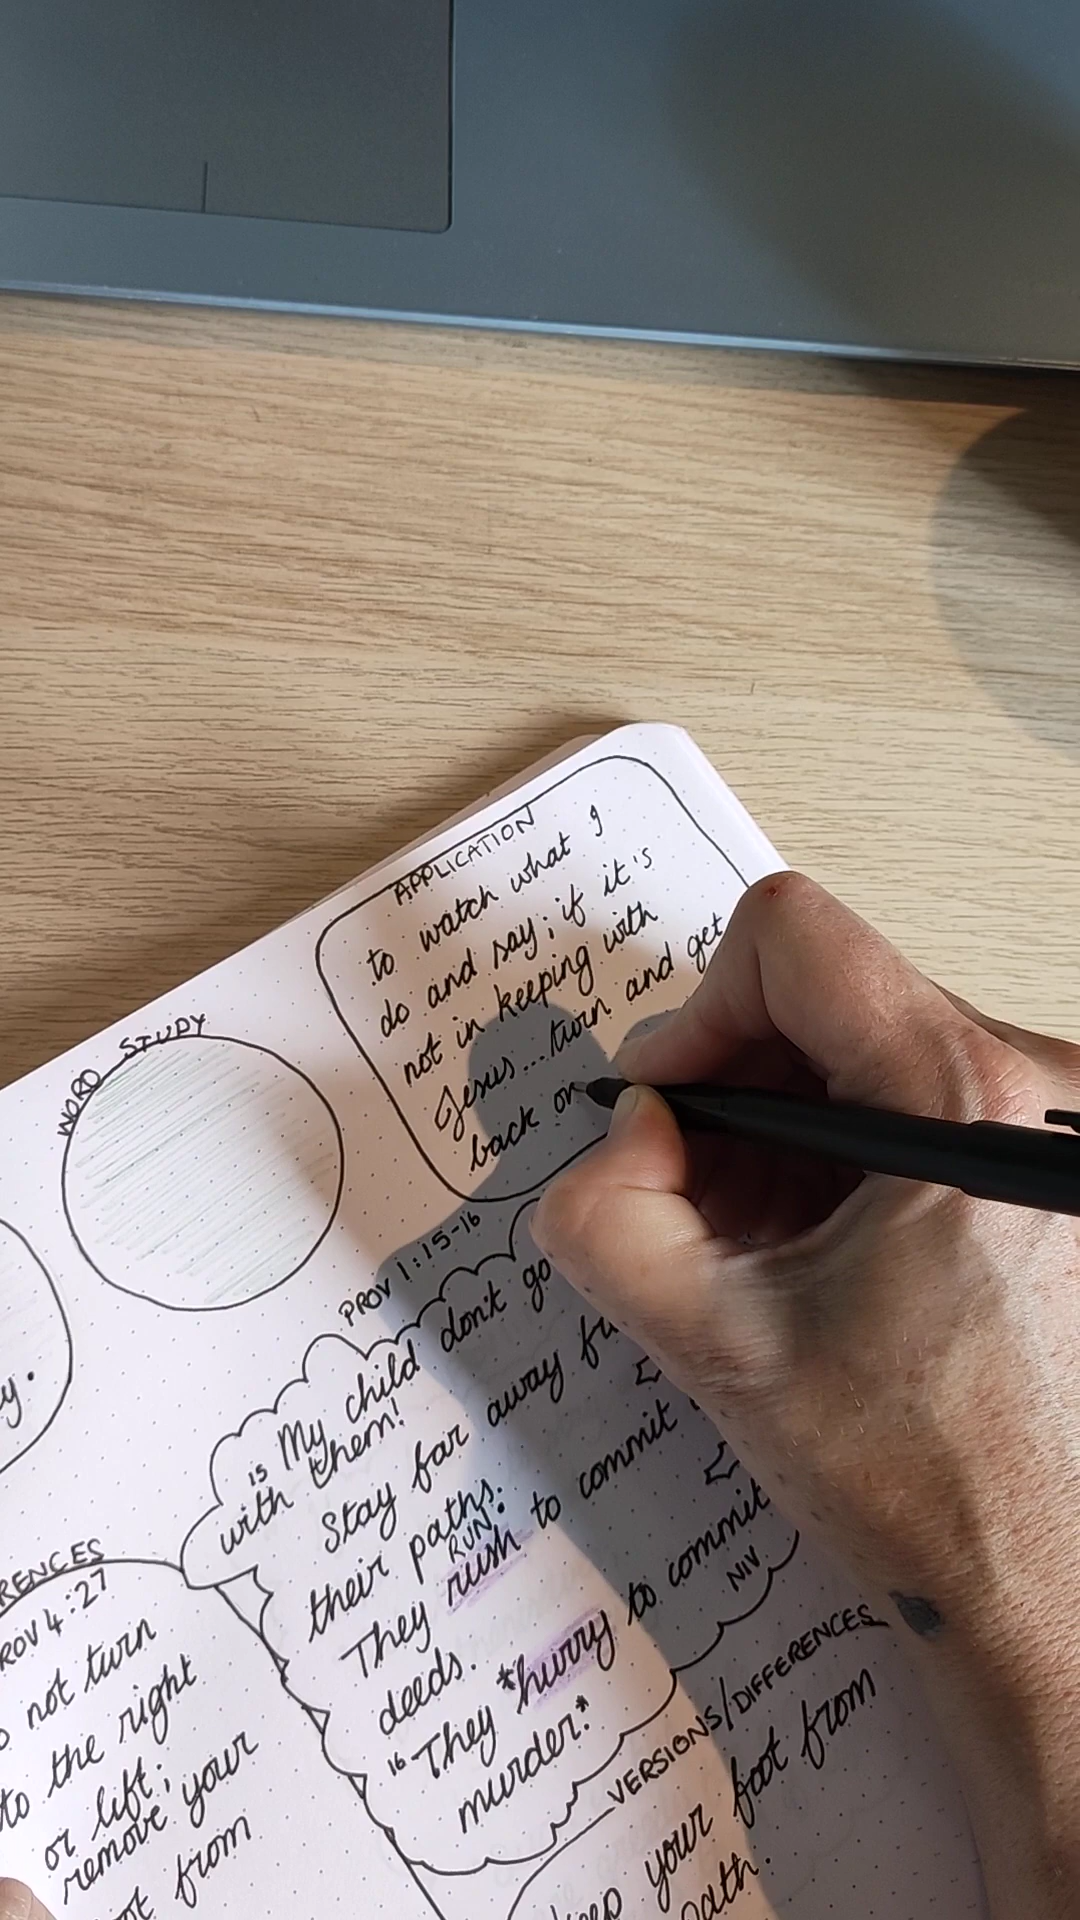 APPLICATION
to watch what I
do and say; if it's
not in keeping with
Jesus...turn and get
back on
WORD STUDY
y.
PROV 1:15-16
15 My child don't go
with them!
Stay far away
their paths.
RUN.
They rush to commit
deeds.
16 They *hurry to commit
murder.*
NIV
RENCES
ROV 4:27
not turn
to the right
or left;
remove your
from
VERSIONS/DIFFERENCES
your foot from
path.